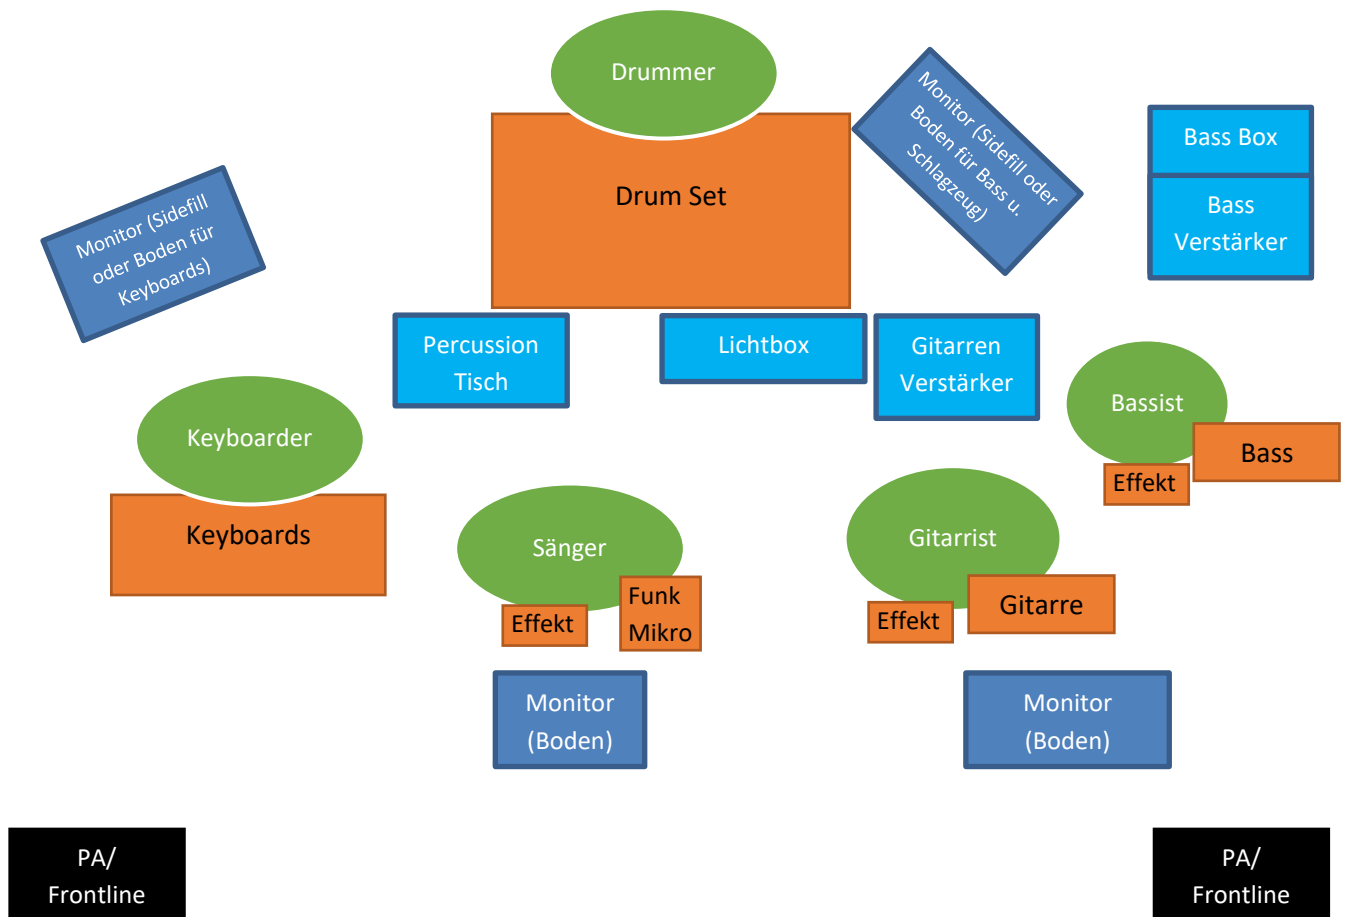 Drummer
Drum Set
Monitor (Sidefill oder
Boden für Bass u.
Schlagzeug)
Bass Box
Bass
Verstärker
Monitor (Sidefill
oder Boden für
Keyboards)
Percussion
Tisch
Lichtbox
Gitarren
Verstärker
Bassist
Bass
Effekt
Keyboarder
Keyboards
Sänger
Effekt
Funk
Mikro
Gitarrist
Effekt
Gitarre
Monitor
(Boden)
Monitor
(Boden)
PA/
Frontline
PA/
Frontline